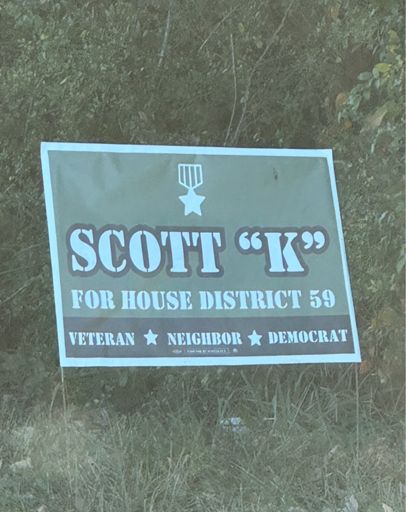 SCOTT “K”
FOR HOUSE DISTRICT 59
VETERAN ★ NEIGHBOR ★ DEMOCRAT